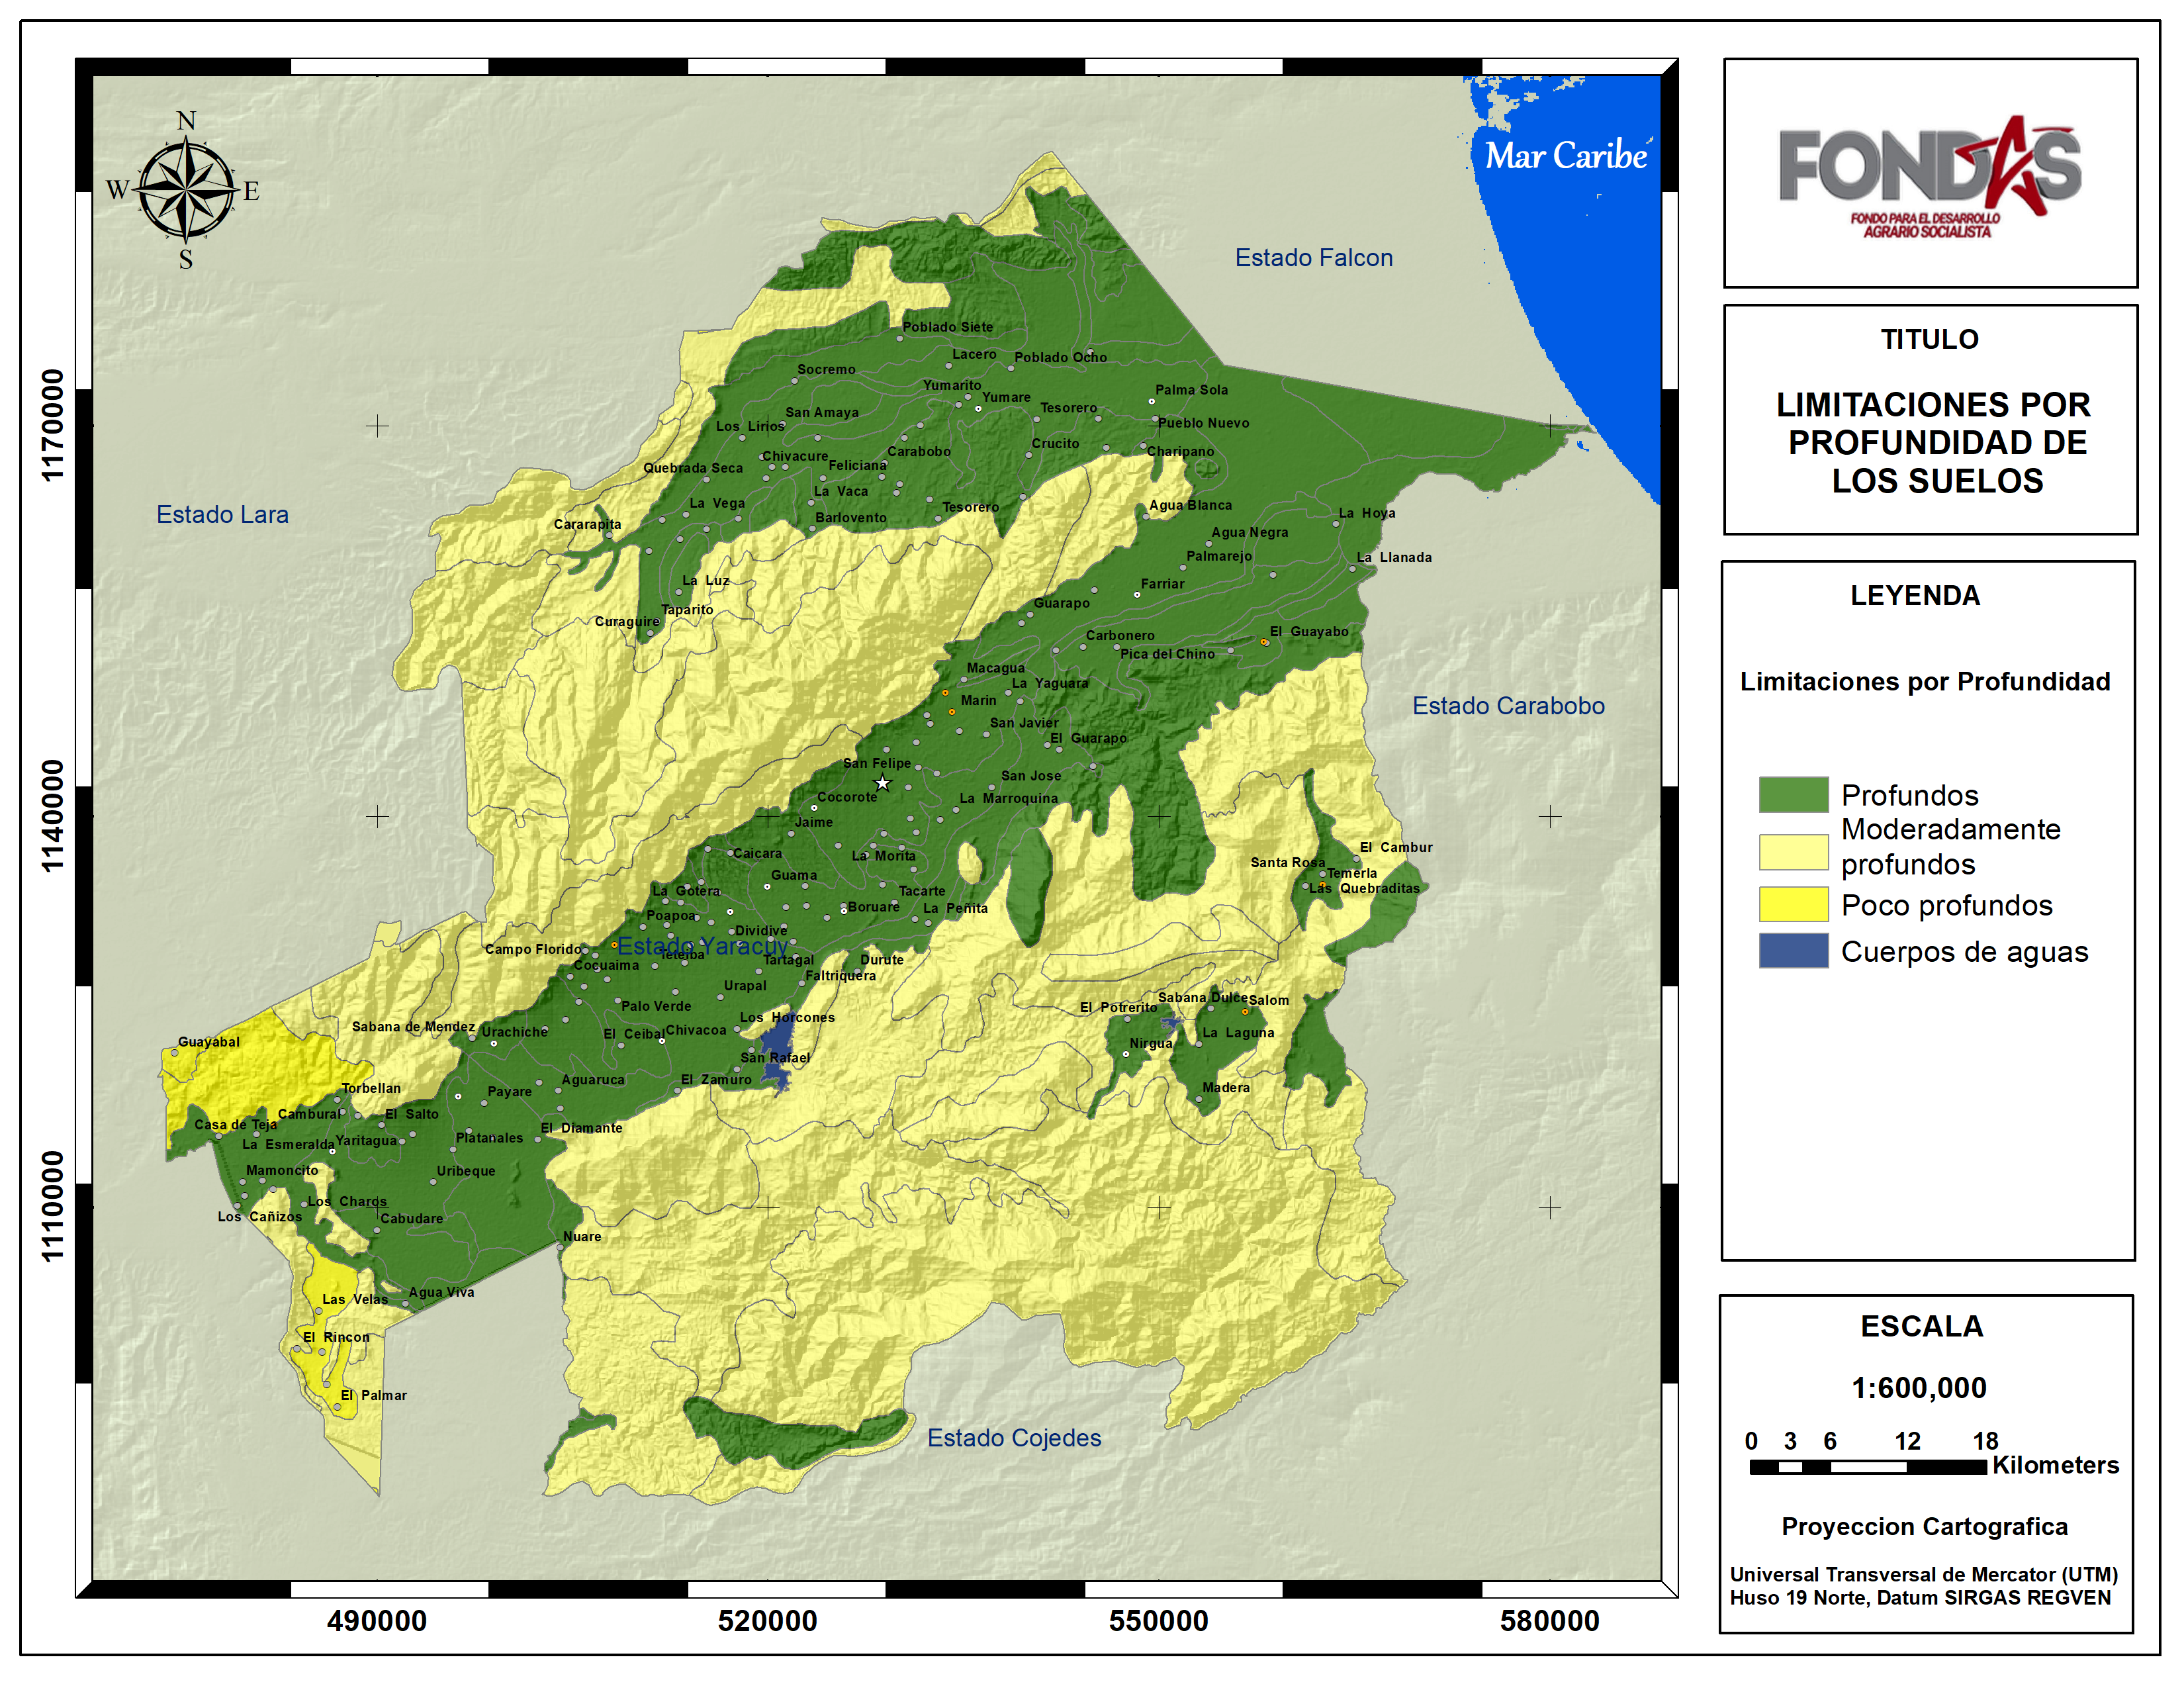 N
W
E
S
Mar Caribe
Estado Falcon
Estado Lara
Estado Carabobo
Estado Yaracuy
Estado Cojedes
Poblado Siete
Lacero
Poblado Ocho
Socremo
Yumarito
Yumare
Palma Sola
San Amaya
Tesorero
Pueblo Nuevo
Los Lirios
Crucito
Charipano
Carabobo
Chivacure
Feliciana
Quebrada Seca
La Vaca
La Vega
Barlovento
Tesorero
Agua Blanca
La Hoya
Cararapita
Agua Negra
Palmarejo
La Llanada
La Luz
Farriar
Taparito
Guarapo
Curaguire
El Guayabo
Carbonero
Pica del Chino
Macagua
La Yaguara
Marin
San Javier
El Guarapo
San Felipe
San Jose
Cocorote
La Marroquina
Jaime
Caicara
La Morita
El Cambur
Santa Rosa
Temerla
Las Quebraditas
Guama
La Gotera
Tacarte
Boruare
La Peñita
Poapoa
Dividive
Campo Florido
Teteiba
Cocuaima
Tartagal
Durute
Faltriquera
Urapal
Palo Verde
Sabana Dulce
Salom
El Potrerito
Los Horcones
Sabana de Mendez
Urachiche
El Ceibal
Chivacoa
La Laguna
Nirgua
Guayabal
San Rafael
Torbellan
Payare
Aguaruca
El Zamuro
Madera
Cambural
El Salto
Casa de Teja
La Esmeralda
Yaritagua
Platanales
El Diamante
Mamoncito
Uribeque
Los Charos
Los Cañizos
Cabudare
Nuare
Las Velas
Agua Viva
El Rincon
El Palmar
1170000
1140000
1110000
490000
520000
550000
580000
FONDAS
FONDO PARA EL DESARROLLO
AGRARIO SOCIALISTA
TITULO
LIMITACIONES POR
PROFUNDIDAD DE
LOS SUELOS
LEYENDA
Limitaciones por Profundidad
Profundos
Moderadamente
profundos
Poco profundos
Cuerpos de aguas
ESCALA
1:600,000
0 3 6 12 18
Kilometers
Proyeccion Cartografica
Universal Transversal de Mercator (UTM)
Huso 19 Norte, Datum SIRGAS REGVEN